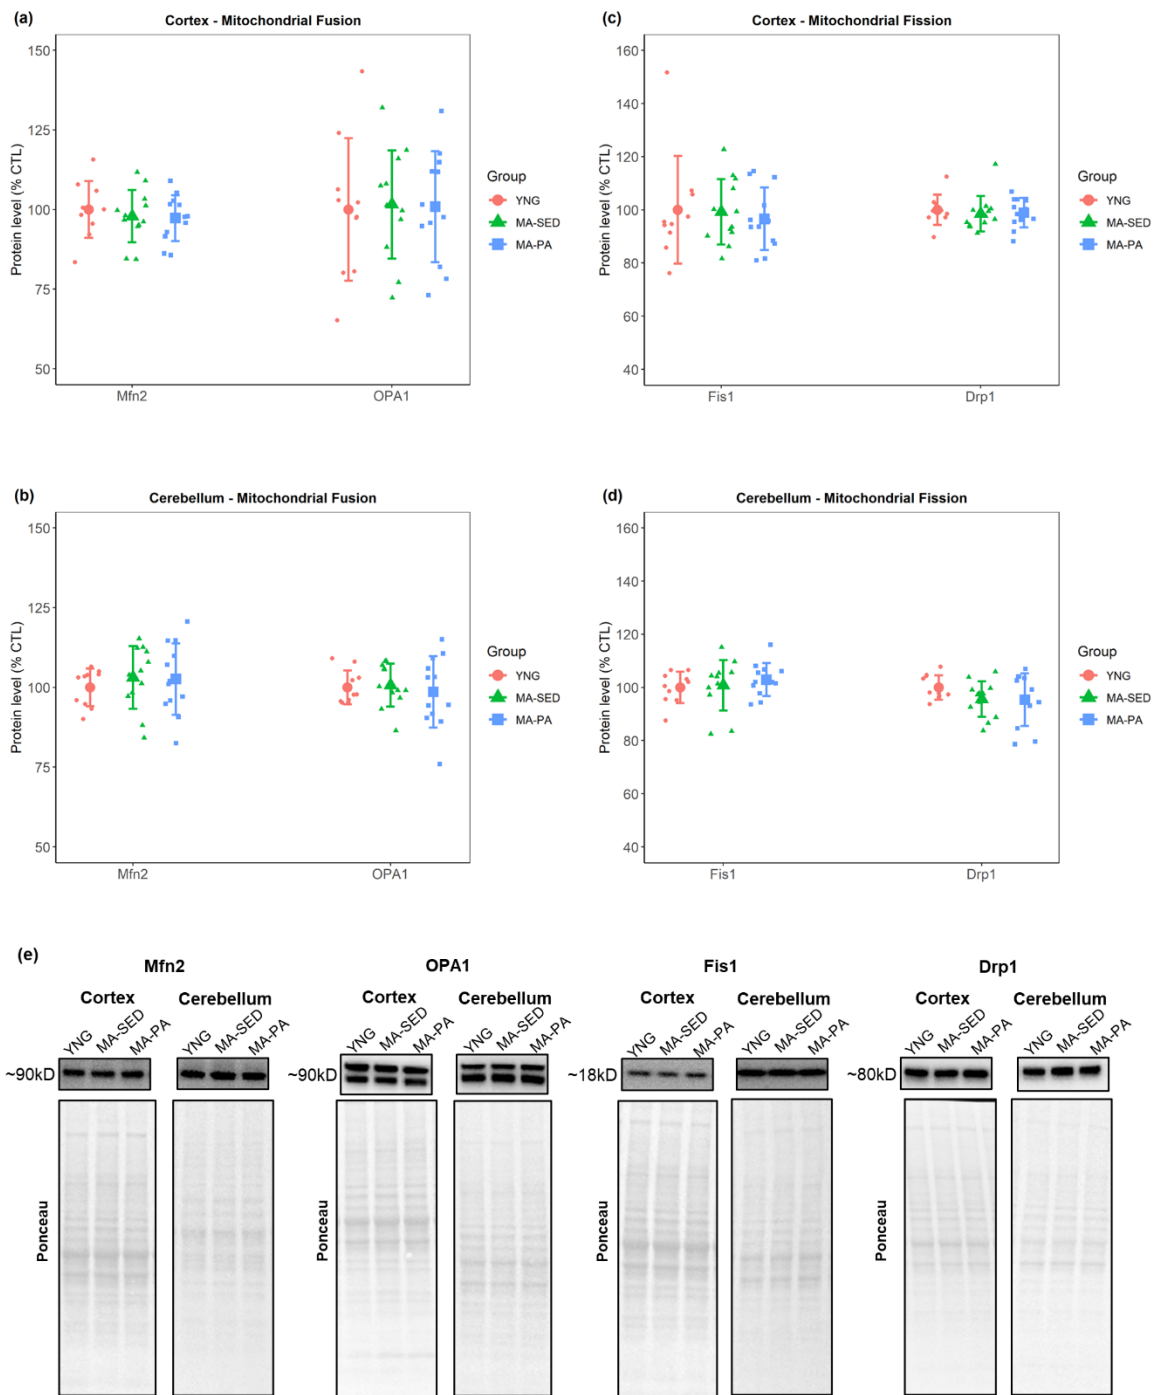 (a)
Cortex - Mitochondrial Fusion
Protein level (% CTL)
150
125
100
75
50
Mfn2 OPA1
Group
YNG
MA-SED
MA-PA
(c)
Cortex - Mitochondrial Fission
Protein level (% CTL)
160
140
120
100
80
60
40
Fis1 Drp1
Group
YNG
MA-SED
MA-PA
(b)
Cerebellum - Mitochondrial Fusion
Protein level (% CTL)
150
125
100
75
50
Mfn2 OPA1
Group
YNG
MA-SED
MA-PA
(d)
Cerebellum - Mitochondrial Fission
Protein level (% CTL)
160
140
120
100
80
60
40
Fis1 Drp1
Group
YNG
MA-SED
MA-PA
(e)
Mfn2
Cortex Cerebellum
YNG MA-SED MA-PA YNG MA-SED MA-PA
~90kD
Ponceau
OPA1
Cortex Cerebellum
YNG MA-SED MA-PA YNG MA-SED MA-PA
~90kD
Ponceau
Fis1
Cortex Cerebellum
YNG MA-SED MA-PA YNG MA-SED MA-PA
~18kD
Ponceau
Drp1
Cortex Cerebellum
YNG MA-SED MA-PA YNG MA-SED MA-PA
~80kD
Ponceau